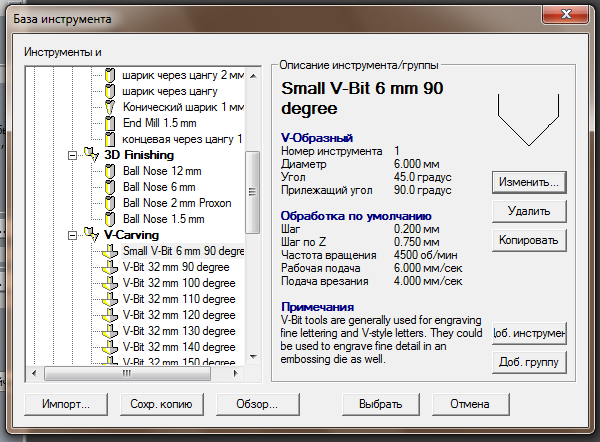 База инструмента
Инструменты и
шарик через цангу 2 мм
шарик через цангу
Конический шарик 1 мм
End Mill 1.5 mm
концевая через цангу 1
3D Finishing
Ball Nose 12 mm
Ball Nose 6 mm
Ball Nose 2 mm Proxon
Ball Nose 1.5 mm
V-Carving
Small V-Bit 6 mm 90 degree
V-Bit 32 mm 90 degree
V-Bit 32 mm 100 degree
V-Bit 32 mm 110 degree
V-Bit 32 mm 120 degree
V-Bit 32 mm 130 degree
V-Bit 32 mm 140 degree
V-Bit 32 mm 150 degree
Описание инструмента/группы
Small V-Bit 6 mm 90
degree
V-Образный
Номер инструмента 1
Диаметр 6.000 мм
Угол 45.0 градус
Прилежащий угол 90.0 градус
Обработка по умолчанию
Шаг 0.200 мм
Шаг по Z 0.750 мм
Частота вращения 4500 об/мин
Рабочая подача 6.000 мм/сек
Подача врезания 4.000 мм/сек
Примечания
V-Bit tools are generally used for engraving
fine lettering and V-style letters. They could
be used to engrave fine detail in an
embossing die as well.
Изменить...
Удалить
Копировать
Доб. инструмен
Доб. группу
Импорт...
Сохр. копию
Обзор...
Выбрать
Отмена